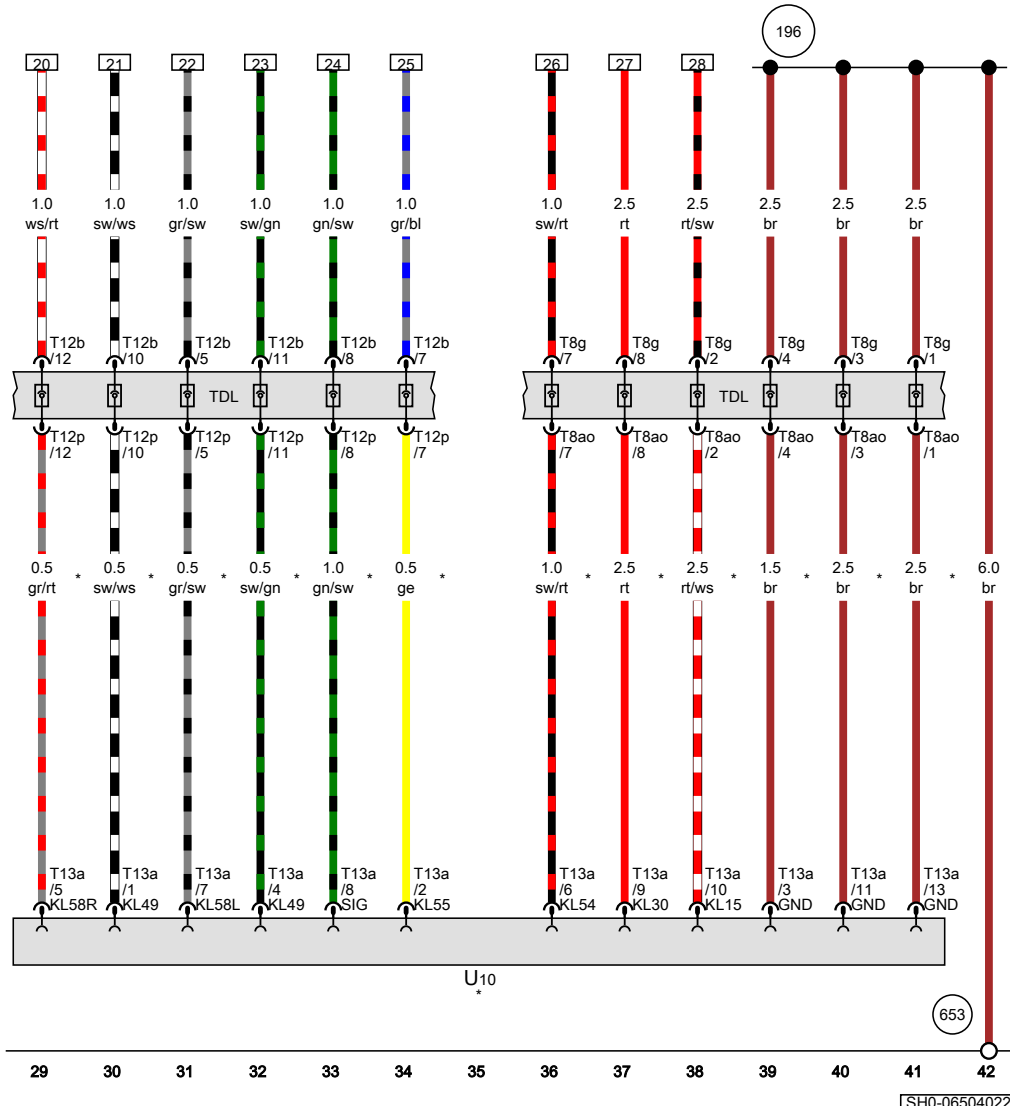 196
20 21 22 23 24 25 26 27 28
1.0 1.0 1.0 1.0 1.0 1.0 1.0 2.5 2.5 2.5 2.5 2.5
ws/rt sw/ws gr/sw sw/gn gn/sw gr/bl sw/rt rt rt/sw br br br
T12b T12b T12b T12b T12b T12b T8g T8g T8g T8g T8g T8g
/12 /10 /5 /11 /8 /7 /7 /8 /2 /4 /3 /1
TDL TDL
T12p T12p T12p T12p T12p T12p T8ao T8ao T8ao T8ao T8ao T8ao
/12 /10 /5 /11 /8 /7 /7 /8 /2 /4 /3 /1
0.5 0.5 0.5 0.5 1.0 0.5 1.0 2.5 2.5 1.5 2.5 2.5 6.0
* * * * * * * * * * * *
gr/rt sw/ws gr/sw sw/gn gn/sw ge sw/rt rt rt/ws br br br br
T13a T13a T13a T13a T13a T13a T13a T13a T13a T13a T13a T13a
/5 /1 /7 /4 /8 /2 /6 /9 /10 /3 /11 /13
KL58R KL49 KL58L KL49 SIG KL55 KL54 KL30 KL15 GND GND GND
U10
*
653
29 30 31 32 33 34 35 36 37 38 39 40 41 42
SH0-06504022